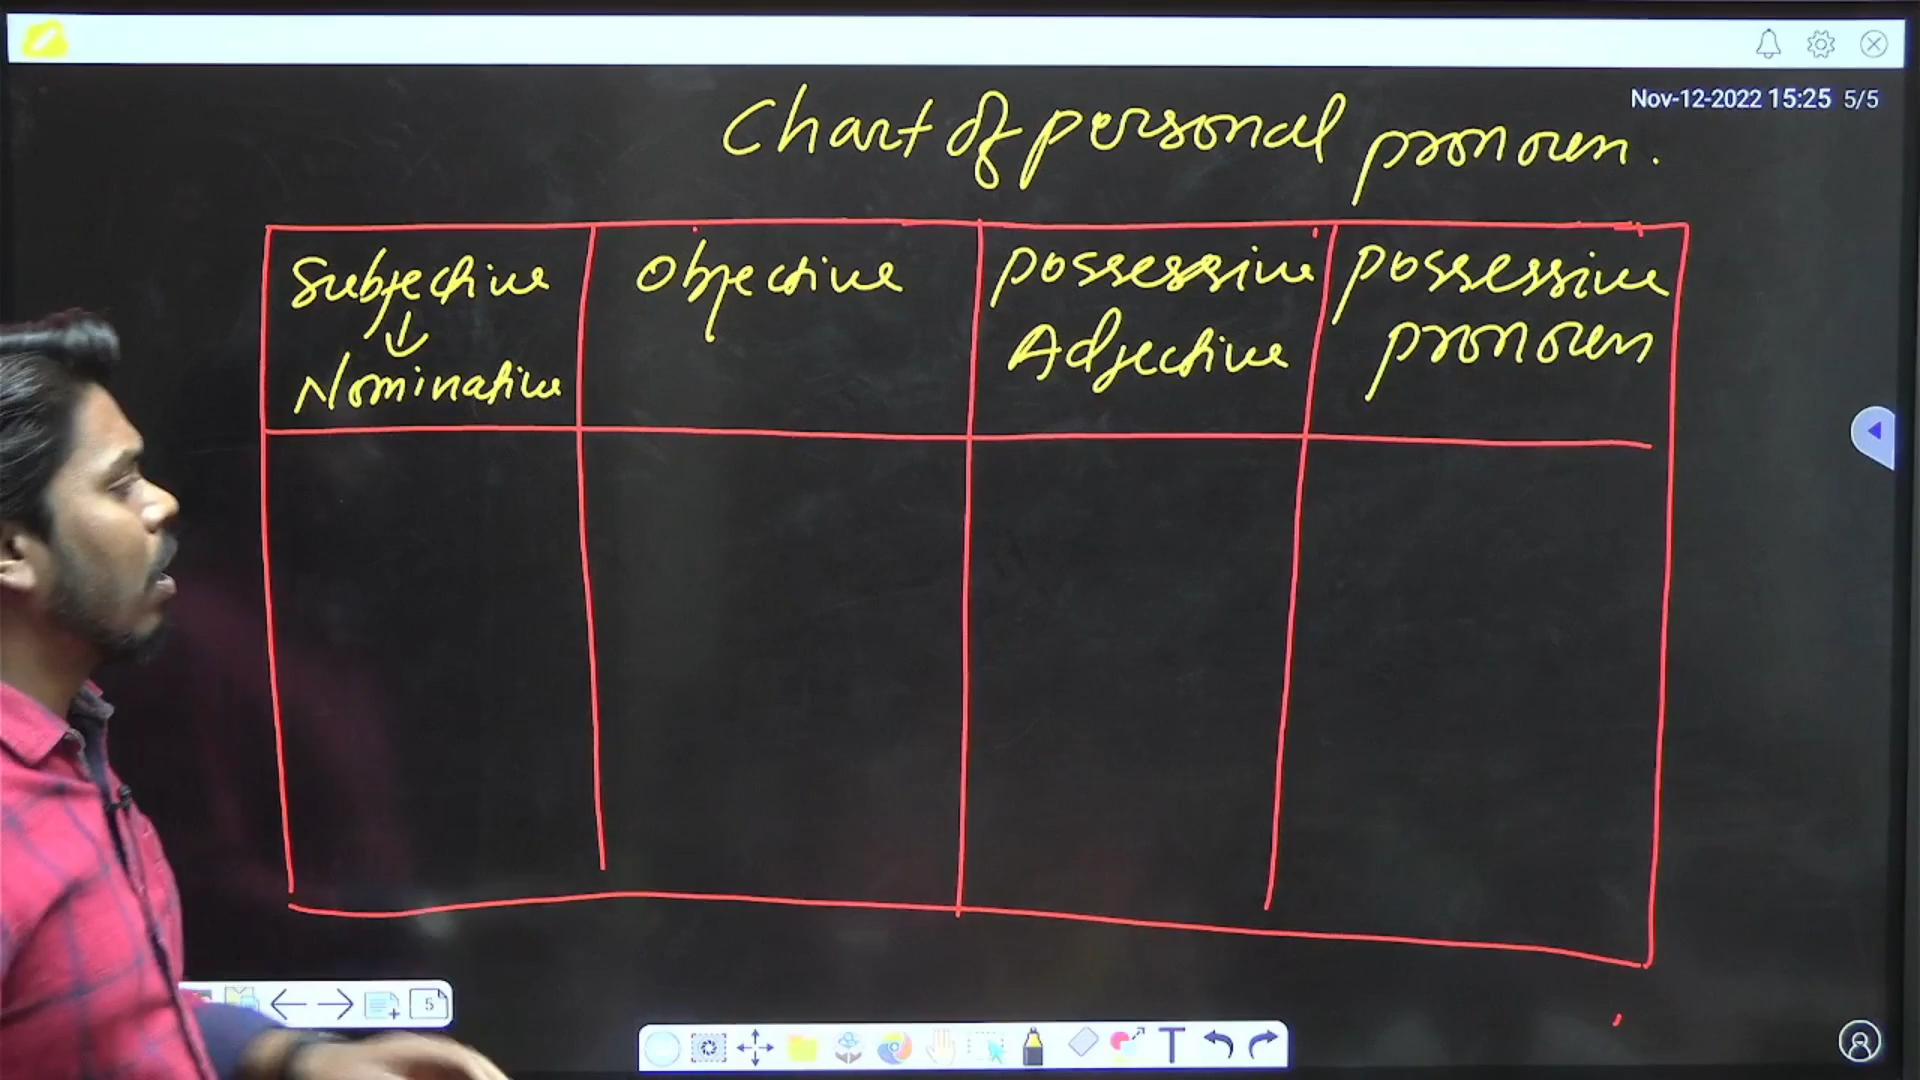 Nov-12-2022 15:25 5/5
Chart of personal pronoun.
Subjective
Nominative
Objective
possessive
Adjective
possessive
pronoun
5
T